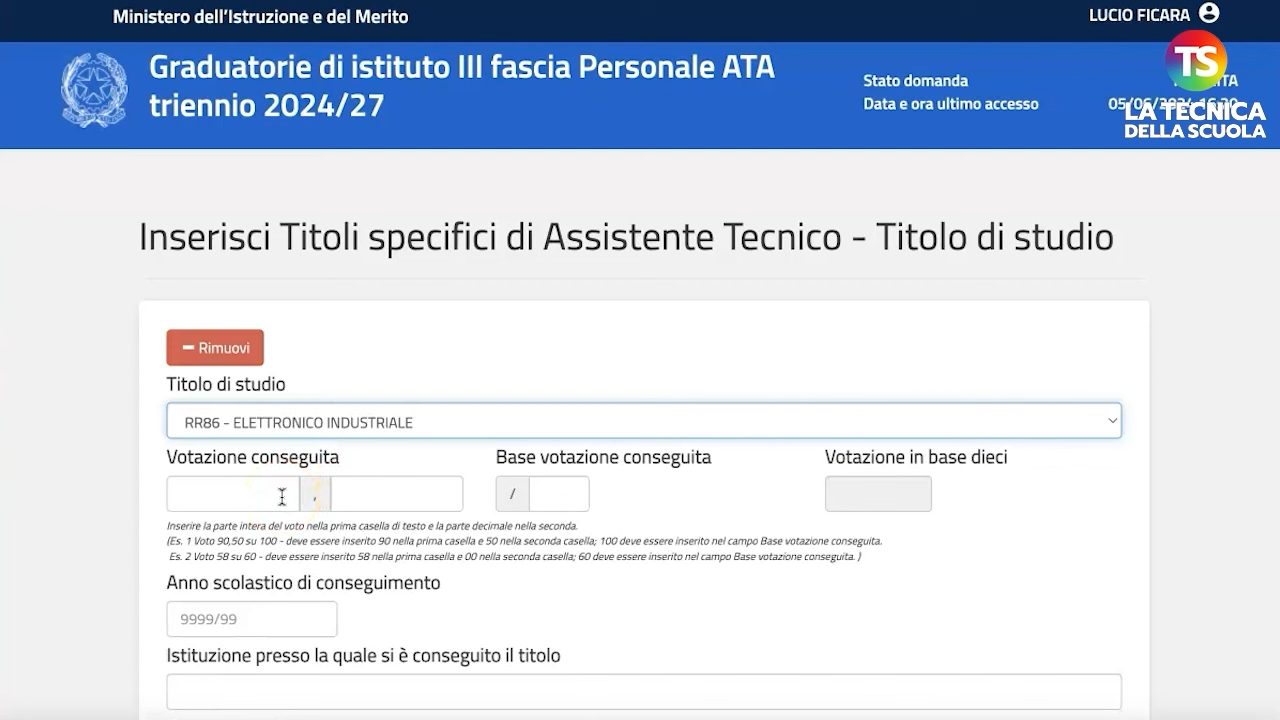 Ministero dell'Istruzione e del Merito
LUCIO FICARA
Graduatorie di istituto III fascia Personale ATA
triennio 2024/27
Stato domanda
Data e ora ultimo accesso
05/06/2024
TS
LA TECNICA
DELLA SCUOLA
Inserisci Titoli specifici di Assistente Tecnico - Titolo di studio
Rimuovi
Titolo di studio
RR86 - ELETTRONICO INDUSTRIALE
Votazione conseguita
Base votazione conseguita
Votazione in base dieci
,
/
Inserire la parte intera del voto nella prima casella di testo e la parte decimale nella seconda.
(Es. 1 Voto 90,50 su 100 - deve essere inserito 90 nella prima casella e 50 nella seconda casella; 100 deve essere inserito nel campo Base votazione conseguita.
Es. 2 Voto 58 su 60 - deve essere inserito 58 nella prima casella e 00 nella seconda casella; 60 deve essere inserito nel campo Base votazione conseguita. )
Anno scolastico di conseguimento
9999/99
Istituzione presso la quale si è conseguito il titolo